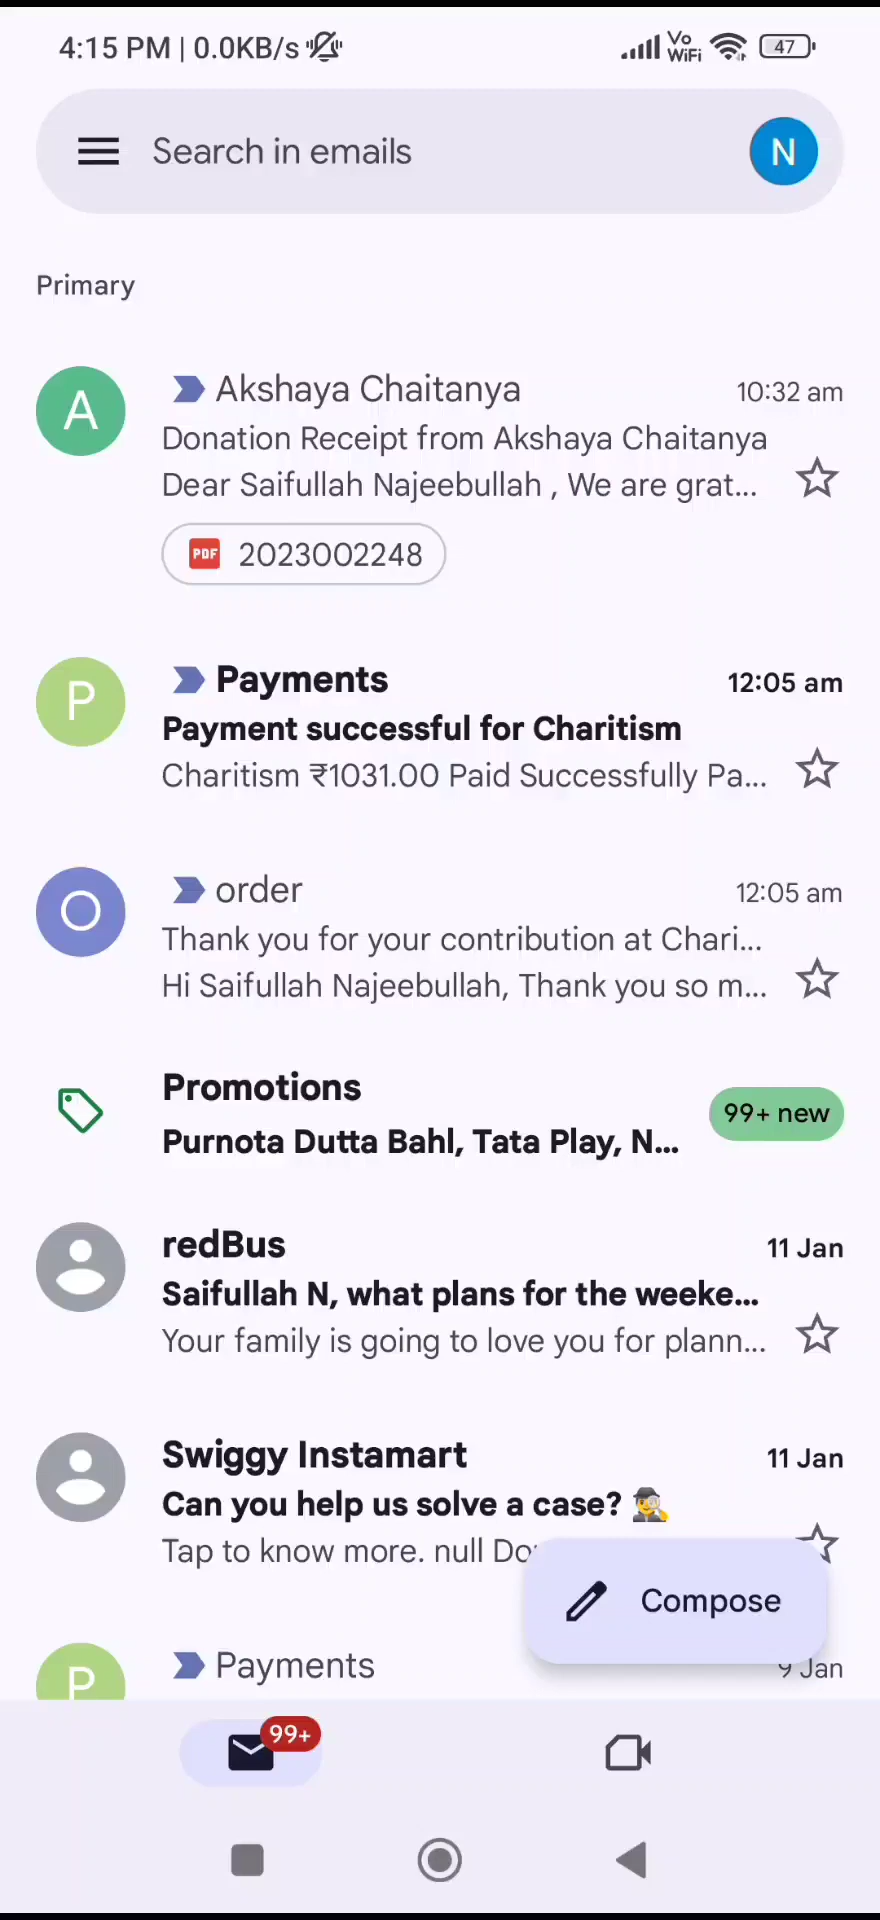 4:15 PM | 0.0KB/s
Vo
WiFi
47
Search in emails
N
Primary
A
Akshaya Chaitanya
10:32 am
Donation Receipt from Akshaya Chaitanya
Dear Saifullah Najeebullah , We are grat...
PDF 2023002248
P
Payments
12:05 am
Payment successful for Charitism
Charitism ₹1031.00 Paid Successfully Pa...
O
order
12:05 am
Thank you for your contribution at Chari...
Hi Saifullah Najeebullah, Thank you so m...
Promotions
99+ new
Purnota Dutta Bahl, Tata Play, N...
redBus
11 Jan
Saifullah N, what plans for the weeke...
Your family is going to love you for plann...
Swiggy Instamart
11 Jan
Can you help us solve a case? 🕵️
Tap to know more. null Do
Compose
P
Payments
9 Jan
99+